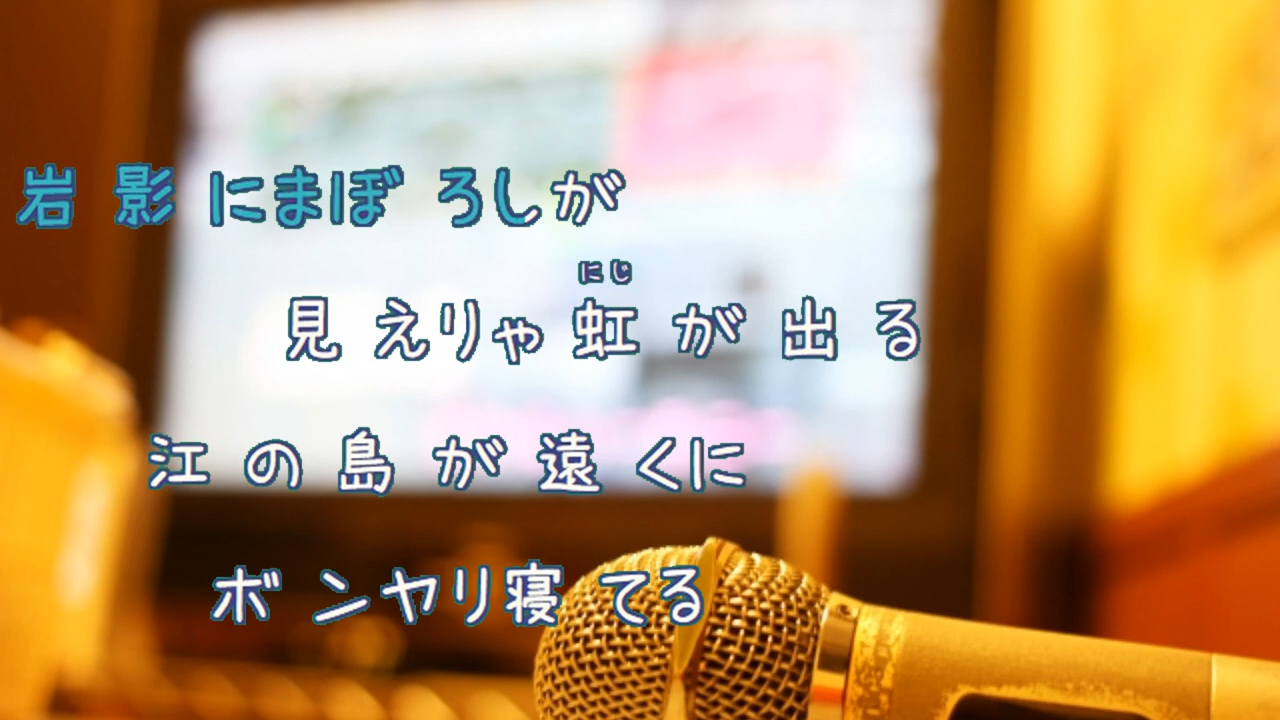 岩影にまぼろしが
にじ
見えりゃ虹が出る
江の島が遠くに
ボンヤリ寝てる